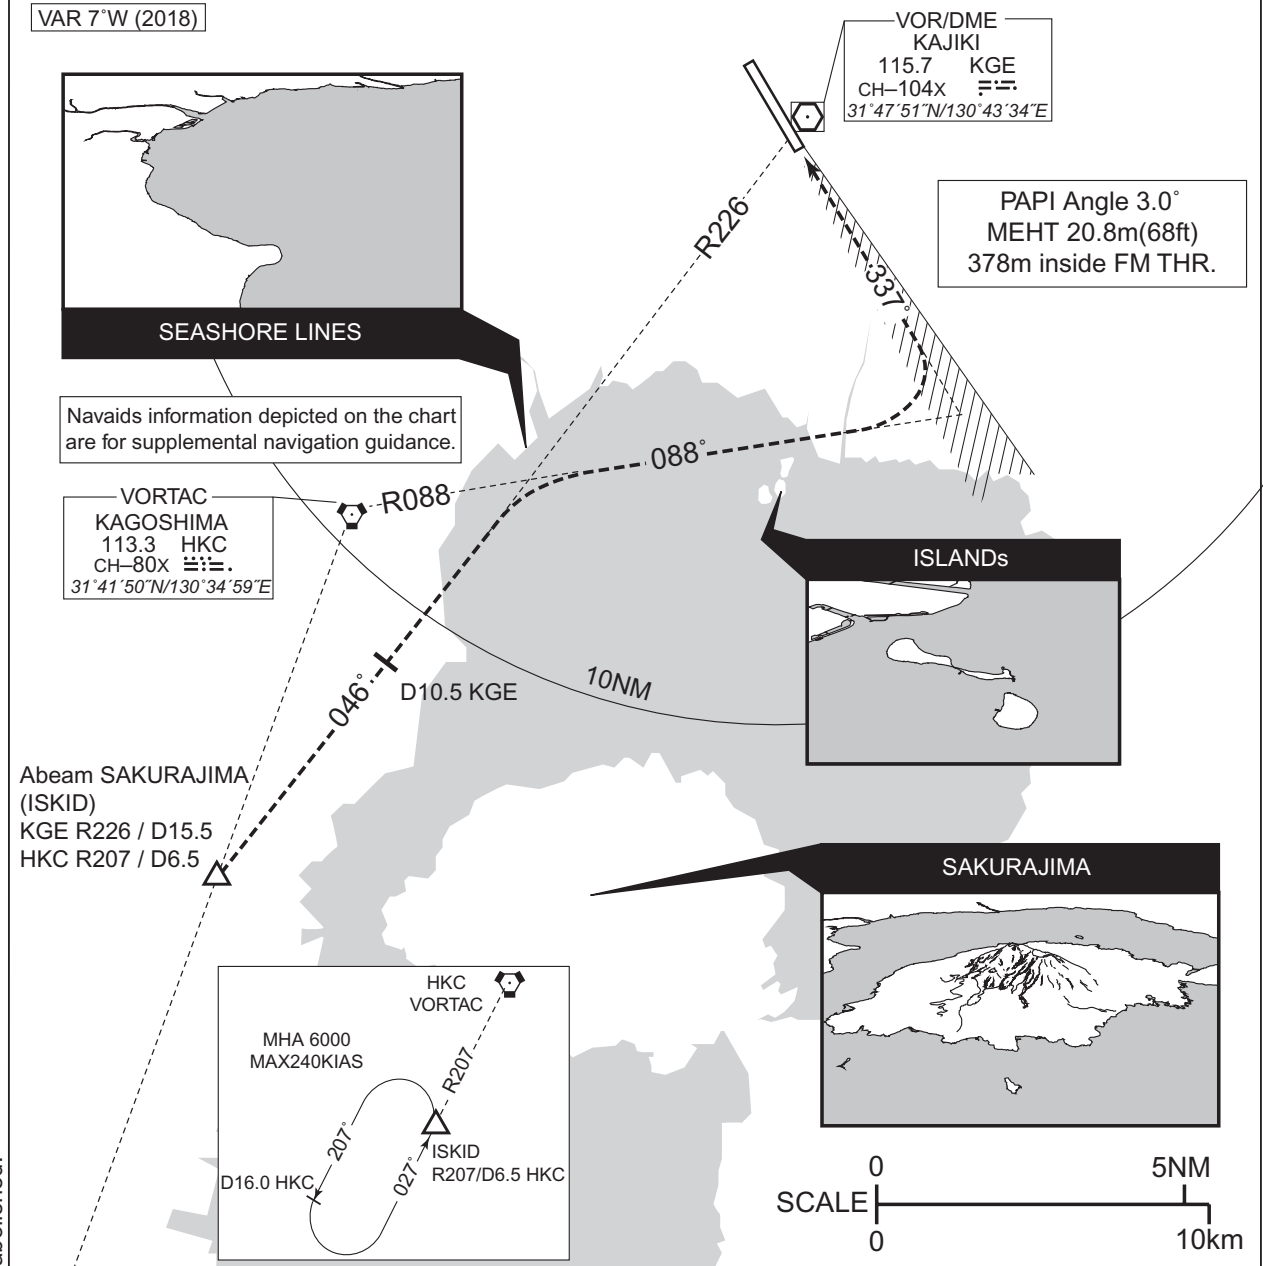 VAR 7˚W (2018)
VOR/DME
KAJIKI
115.7 KGE
CH–104X
31˚47´51˝N/130˚43´34˝E
PAPI Angle 3.0˚
MEHT 20.8m(68ft)
378m inside FM THR.
R226
337˚
SEASHORE LINES
Navaids information depicted on the chart
are for supplemental navigation guidance.
088˚
R088
VORTAC
KAGOSHIMA
113.3 HKC
CH–80X
31˚41´50˝N/130˚34´59˝E
ISLANDs
10NM
D10.5 KGE
046˚
Abeam SAKURAJIMA
(ISKID)
KGE R226 / D15.5
HKC R207 / D6.5
SAKURAJIMA
HKC
VORTAC
MHA 6000
MAX240KIAS
R207
207˚
027˚
ISKID
R207/D6.5 HKC
D16.0 HKC
0 5NM
SCALE
0 10km